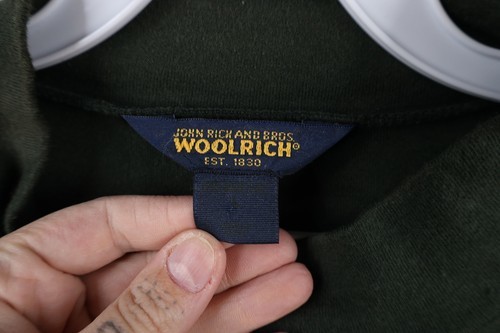 JOHN RICH AND BROS.
WOOLRICH®
EST. 1830